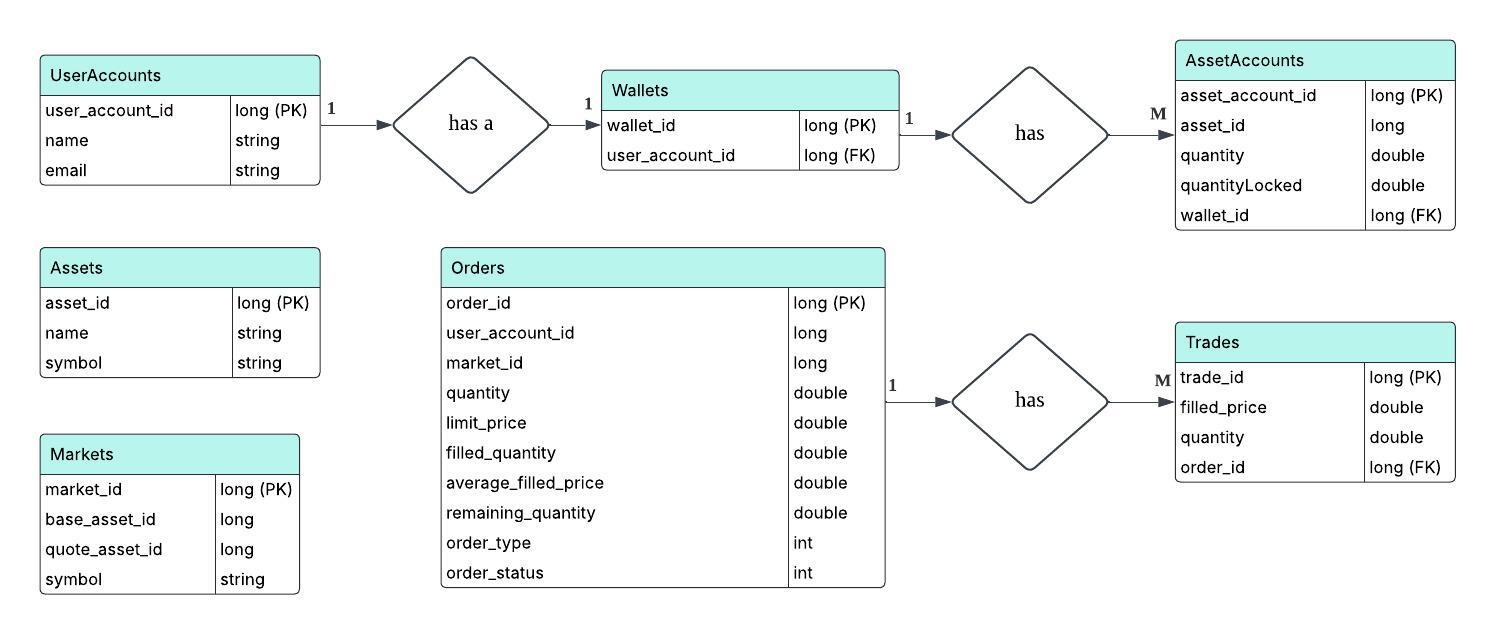 UserAccounts
user_account_id long (PK)
name string
email string
1
has a
1
Wallets
wallet_id long (PK)
user_account_id long (FK)
1
has
M
AssetAccounts
asset_account_id long (PK)
asset_id long
quantity double
quantityLocked double
wallet_id long (FK)
Assets
asset_id long (PK)
name string
symbol string
Markets
market_id long (PK)
base_asset_id long
quote_asset_id long
symbol string
Orders
order_id long (PK)
user_account_id long
market_id long
quantity double
limit_price double
filled_quantity double
average_filled_price double
remaining_quantity double
order_type int
order_status int
1
has
M
Trades
trade_id long (PK)
filled_price double
quantity double
order_id long (FK)